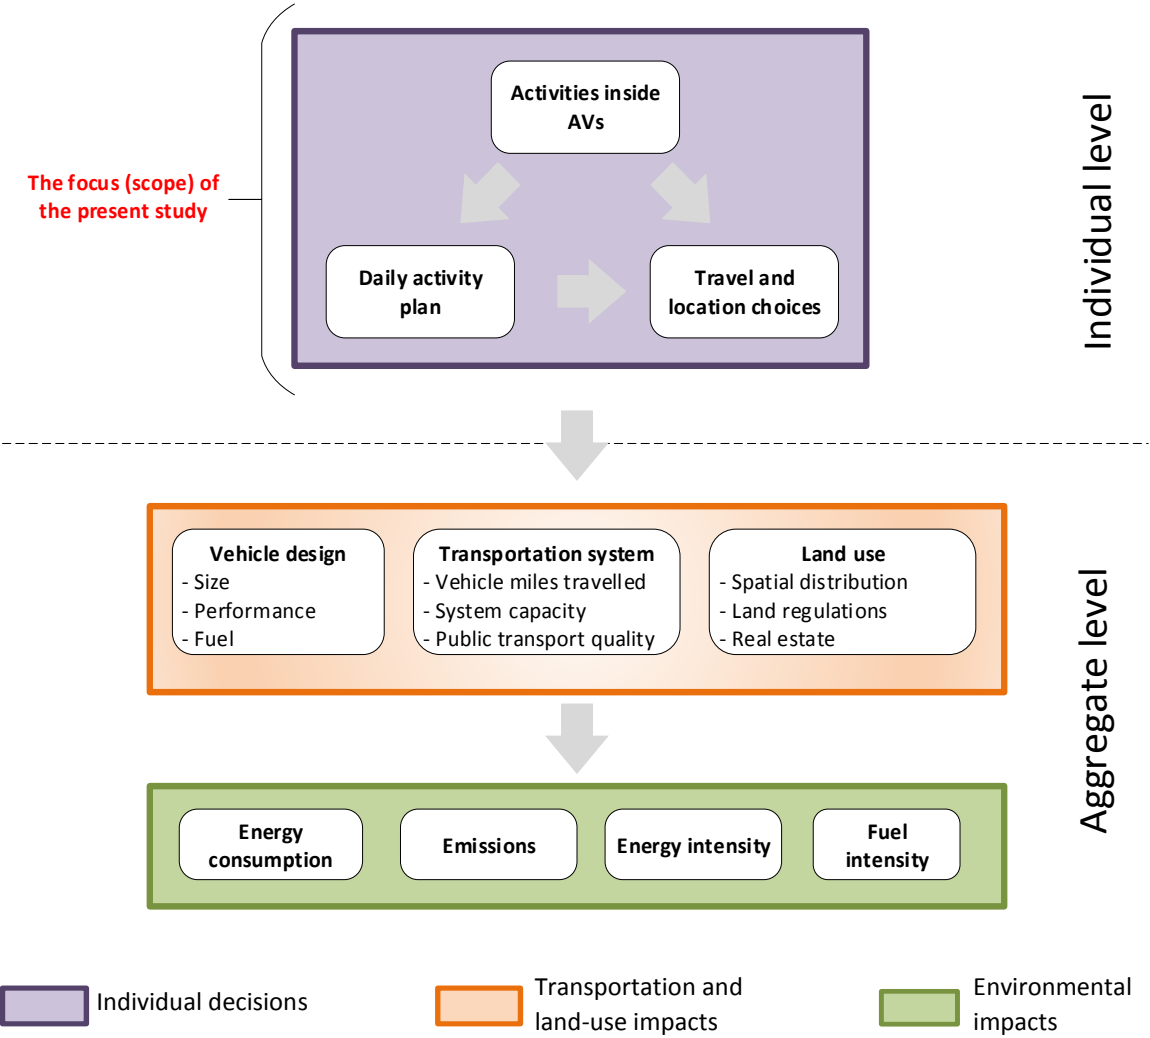 Activities inside
AVs
Individual level
The focus (scope) of
the present study
Daily activity
plan
Travel and
location choices
Vehicle design
- Size
- Performance
- Fuel
Transportation system
- Vehicle miles travelled
- System capacity
- Public transport quality
Land use
- Spatial distribution
- Land regulations
- Real estate
Aggregate level
Energy
consumption
Emissions
Energy intensity
Fuel
intensity
Individual decisions
Transportation and
land-use impacts
Environmental
impacts